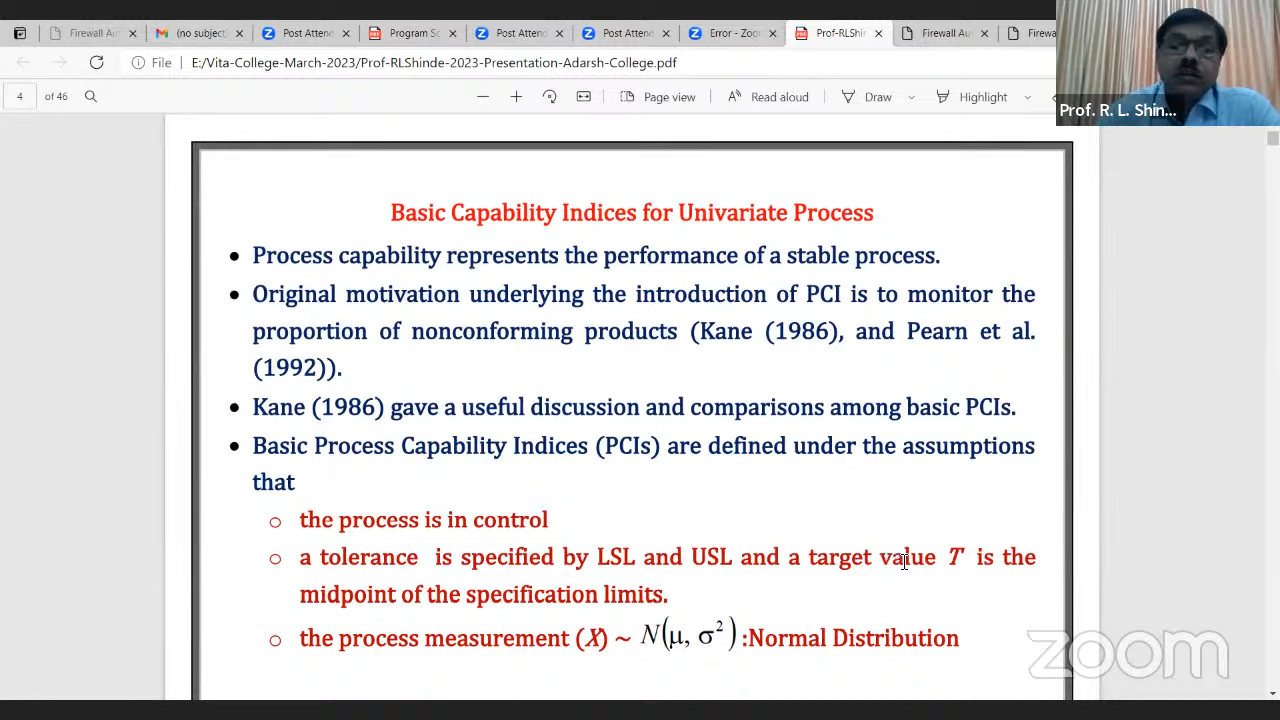 Firewall Au
(no subject
Post Attend
Program Sc
Post Attend
Post Attend
Error - Zoo
Prof-RLShin
Firewall Au
Firew
File
E:/Vita-College-March-2023/Prof-RLShinde-2023-Presentation-Adarsh-College.pdf
4 of 46
Page view
Read aloud
Draw
Highlight
Prof. R. L. Shin...
Basic Capability Indices for Univariate Process
• Process capability represents the performance of a stable process.
• Original motivation underlying the introduction of PCI is to monitor the
proportion of nonconforming products (Kane (1986), and Pearn et al.
(1992)).
• Kane (1986) gave a useful discussion and comparisons among basic PCIs.
• Basic Process Capability Indices (PCIs) are defined under the assumptions
that
o the process is in control
o a tolerance is specified by LSL and USL and a target value T is the
midpoint of the specification limits.
o the process measurement (X) ~ N(μ, σ²) :Normal Distribution
zoom